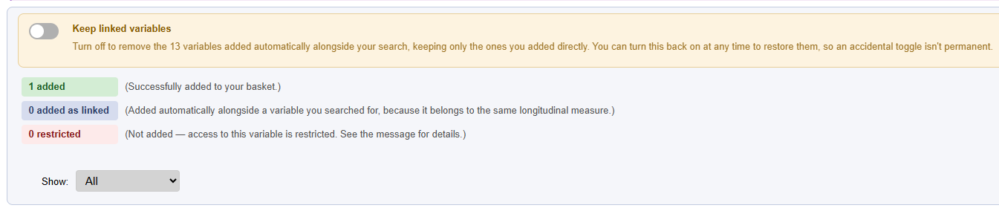 Keep linked variables
Turn off to remove the 13 variables added automatically alongside your search, keeping only the ones you added directly. You can turn this back on at any time to restore them, so an accidental toggle isn't permanent.
1 added (Successfully added to your basket.)
0 added as linked (Added automatically alongside a variable you searched for, because it belongs to the same longitudinal measure.)
0 restricted (Not added — access to this variable is restricted. See the message for details.)
Show: All